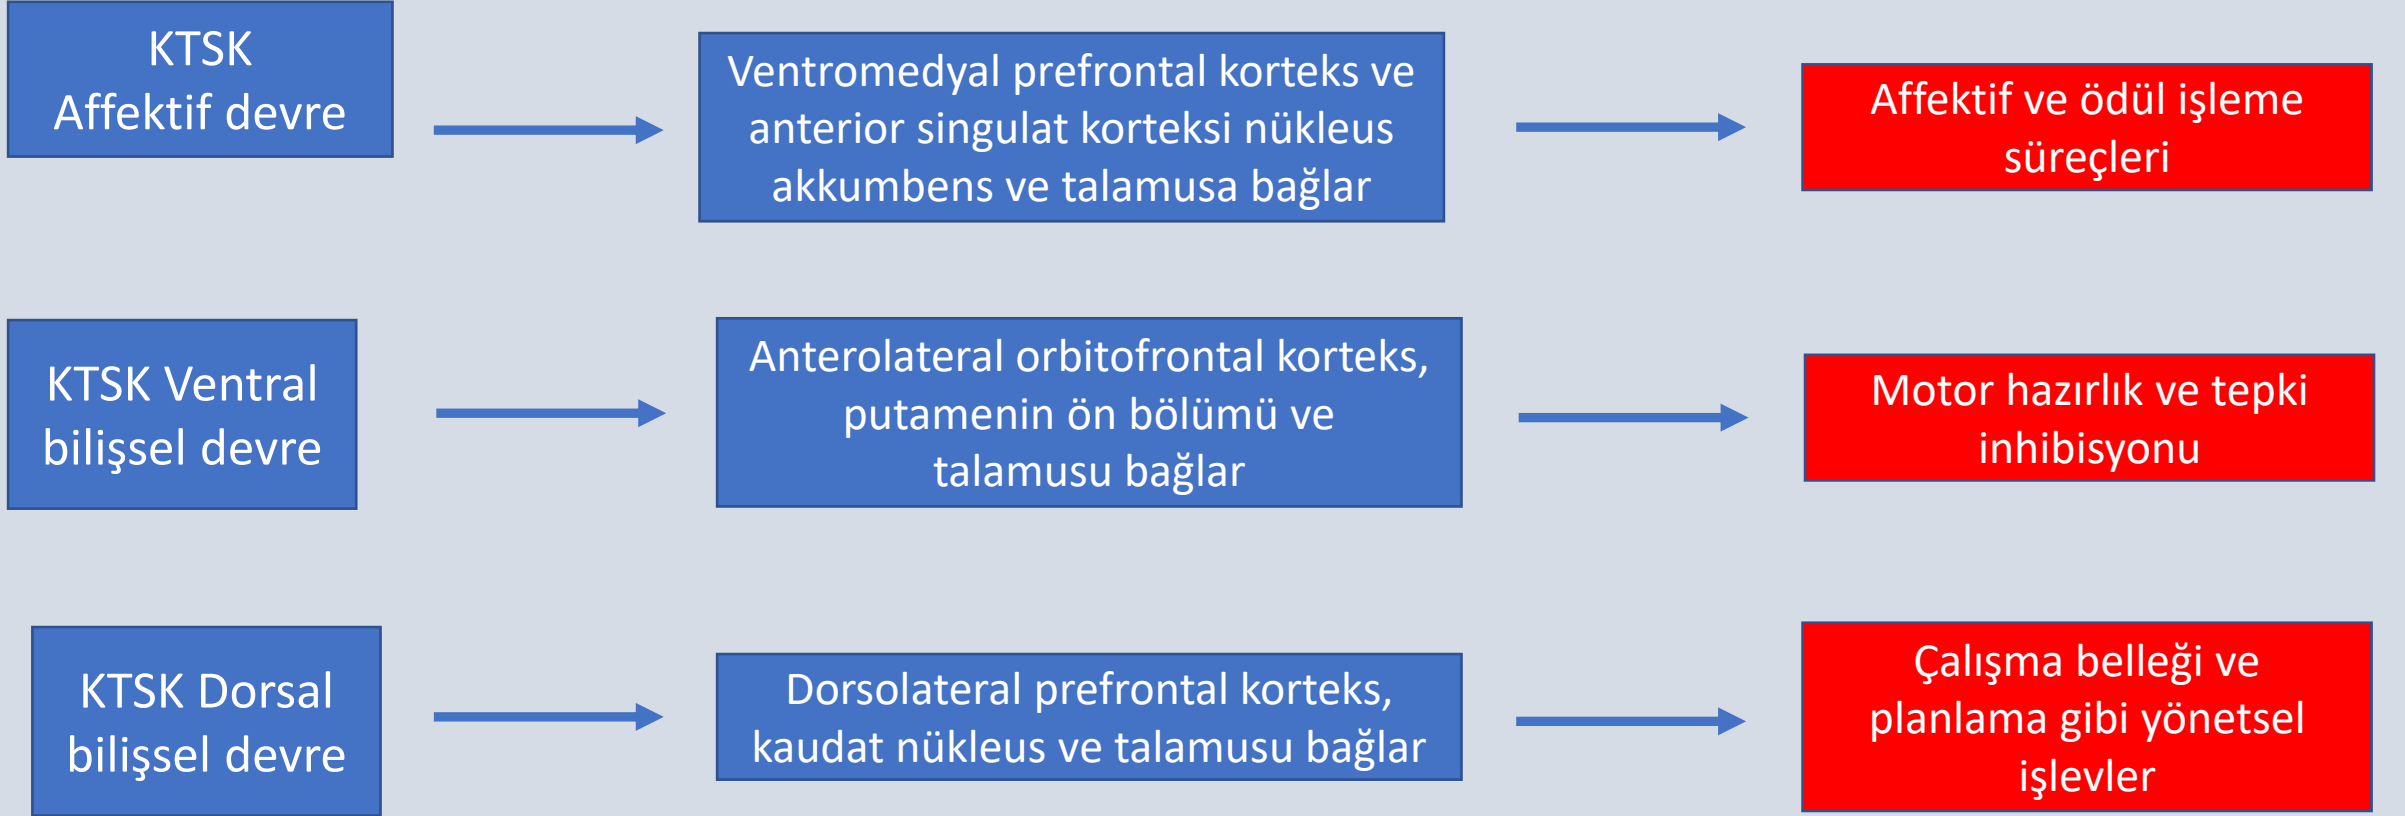 KTSK
Affektif devre
Ventromedyal prefrontal korteks ve
anterior singulat korteksi nükleus
akkumbens ve talamusa bağlar
Affektif ve ödül işleme
süreçleri
KTSK Ventral
bilişsel devre
Anterolateral orbitofrontal korteks,
putamenin ön bölümü ve
talamusu bağlar
Motor hazırlık ve tepki
inhibisyonu
KTSK Dorsal
bilişsel devre
Dorsolateral prefrontal korteks,
kaudat nükleus ve talamusu bağlar
Çalışma belleği ve
planlama gibi yönetsel
işlevler